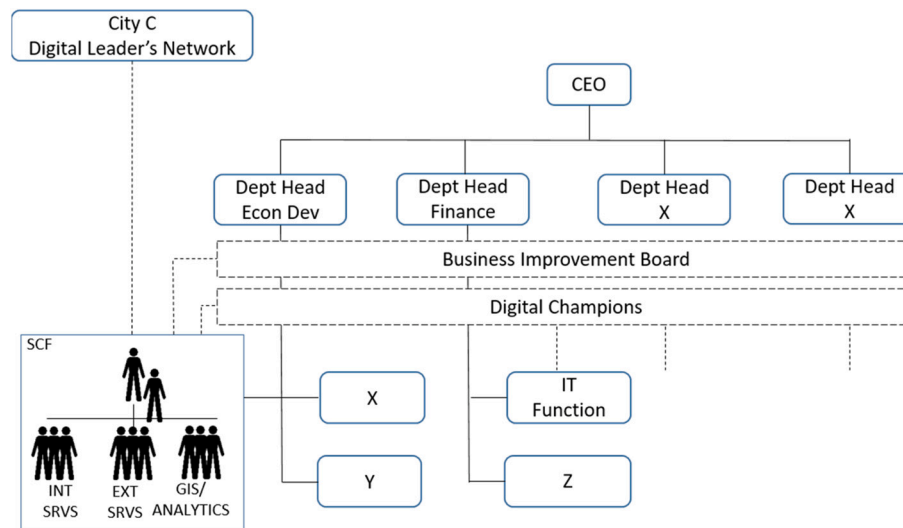 City C
Digital Leader's Network
CEO
Dept Head
Econ Dev
Dept Head
Finance
Dept Head
X
Dept Head
X
Business Improvement Board
Digital Champions
SCF
X
IT
Function
INT
SRVS
EXT
SRVS
GIS/
ANALYTICS
Y
Z